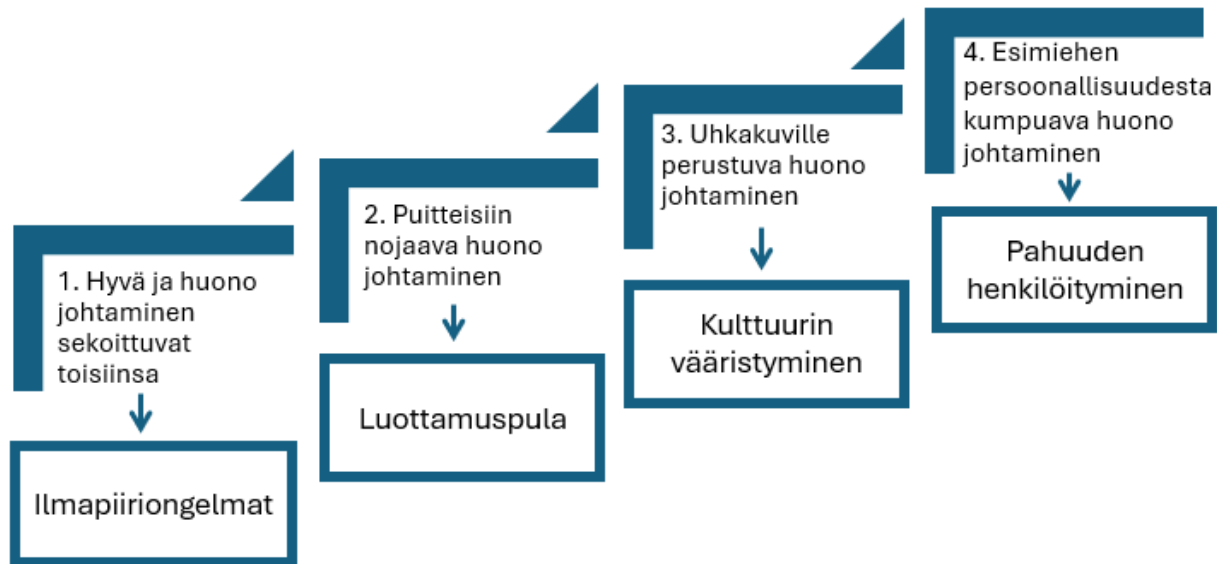 1. Hyvä ja huono
johtaminen
sekoittuvat
toisiinsa
Ilmapiiriongelmat
2. Puitteisiin
nojaava huono
johtaminen
Luottamuspula
3. Uhkakuville
perustuva huono
johtaminen
Kulttuurin
vääristyminen
4. Esimiehen
persoonallisuudesta
kumpuava huono
johtaminen
Pahuuden
henkilöityminen